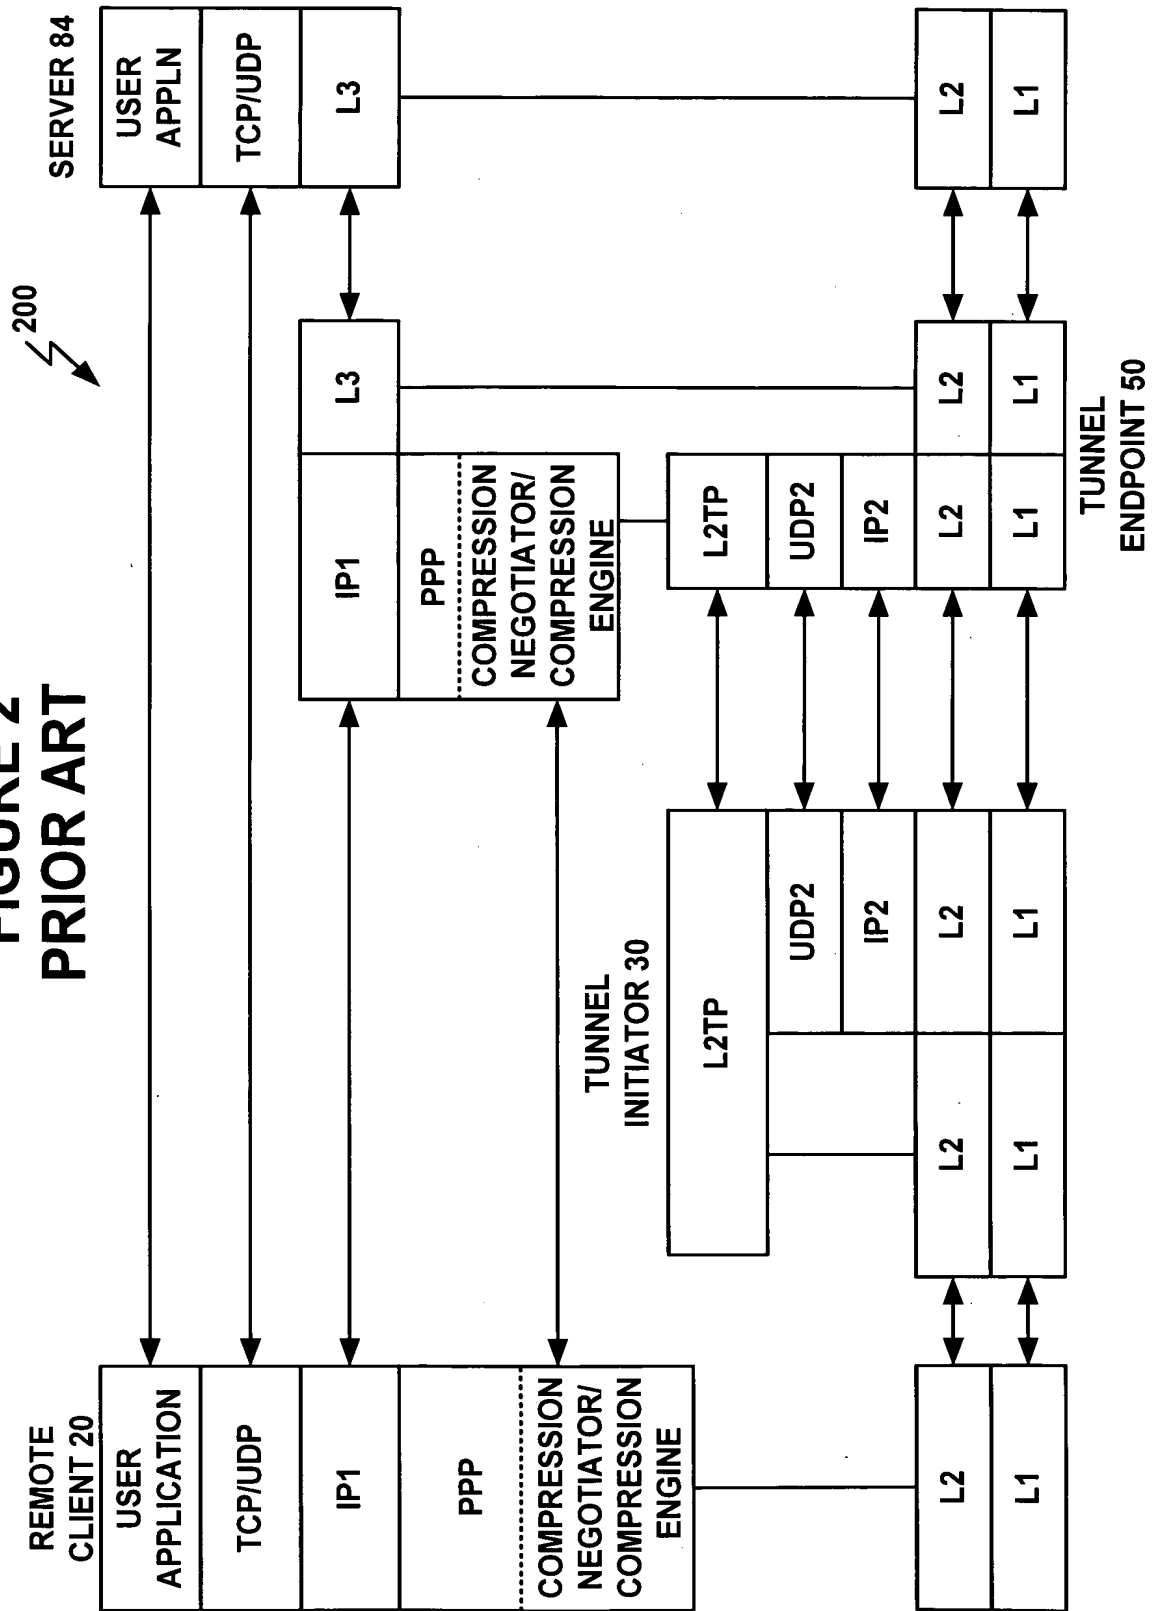 FIGURE 2
PRIOR ART
200
REMOTE
CLIENT 20
USER
APPLICATION
TCP/UDP
IP1
PPP
COMPRESSION
NEGOTIATOR/
COMPRESSION
ENGINE
L2
L1
TUNNEL
INITIATOR 30
L2TP
UDP2
IP2
L2
L1
L2
L1
IP1
L3
PPP
COMPRESSION
NEGOTIATOR/
COMPRESSION
ENGINE
L2TP
UDP2
IP2
L2
L1
L2
L1
TUNNEL
ENDPOINT 50
SERVER 84
USER
APPLN
TCP/UDP
L3
L2
L1